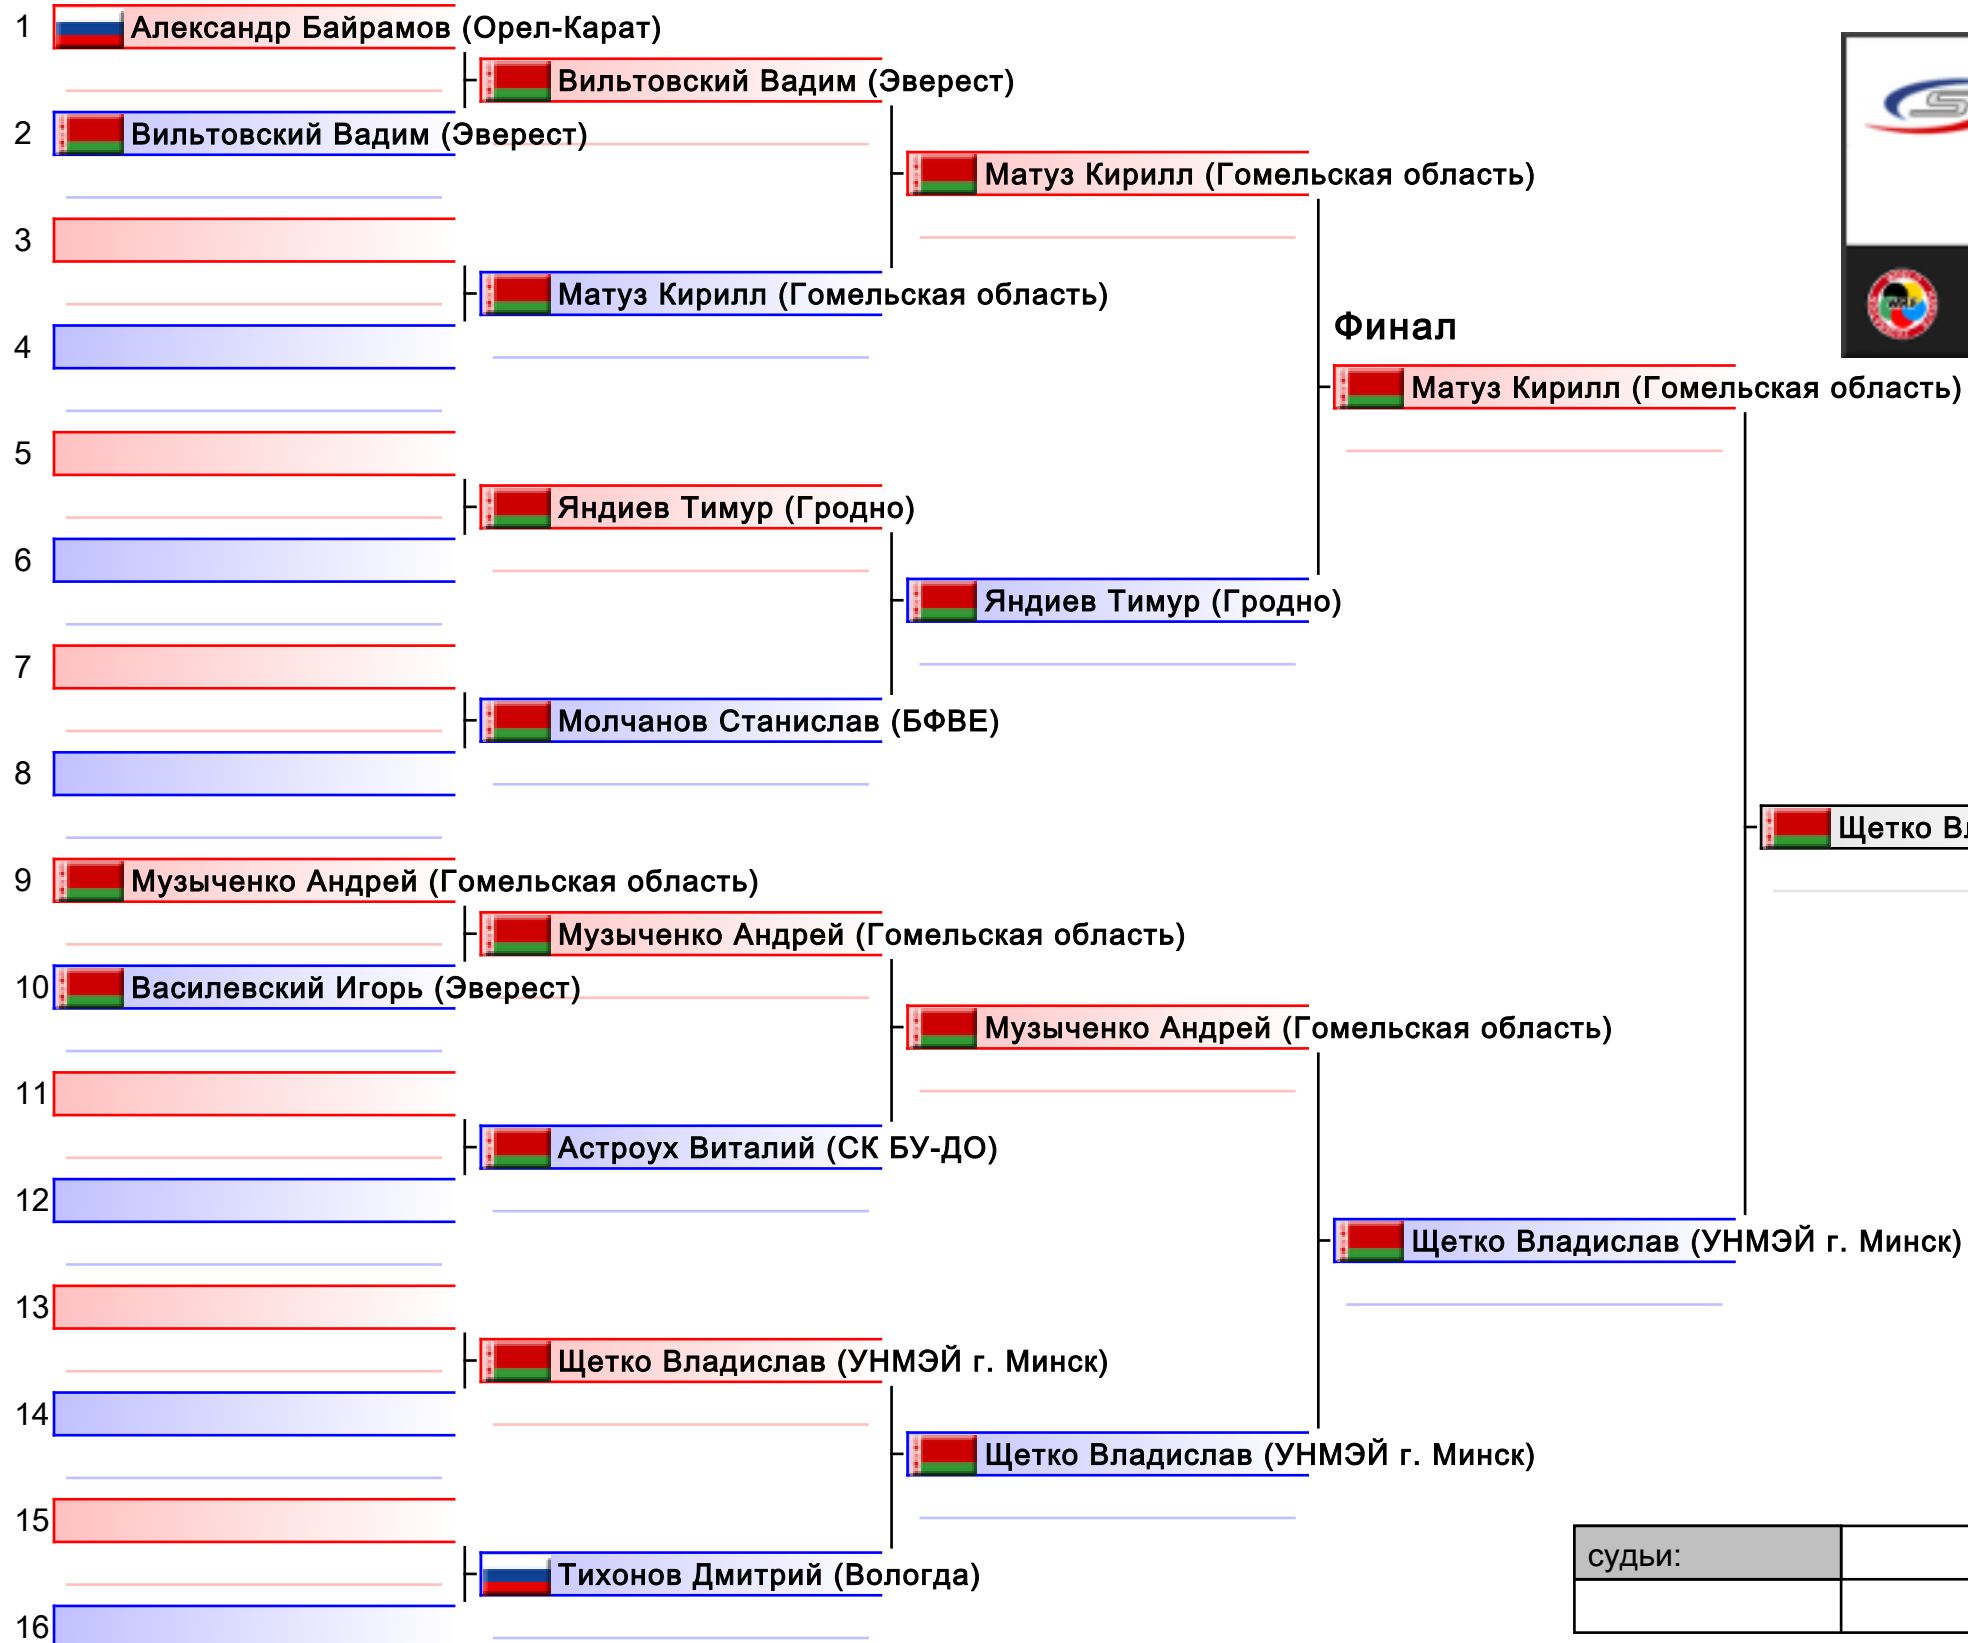 1
Александр Байрамов (Орел-Карат)
Вильтовский Вадим (Эверест)
2
Вильтовский Вадим (Эверест)
Матуз Кирилл (Гомельская область)
3
Матуз Кирилл (Гомельская область)
Финал
4
Матуз Кирилл (Гомельская область)
5
Яндиев Тимур (Гродно)
6
Яндиев Тимур (Гродно)
7
Молчанов Станислав (БФВЕ)
8
Щетко
9
Музыченко Андрей (Гомельская область)
Музыченко Андрей (Гомельская область)
10
Василевский Игорь (Эверест)
Музыченко Андрей (Гомельская область)
11
Астроух Виталий (СК БУ-ДО)
12
Щетко Владислав (УНМЭЙ г. Минск)
13
Щетко Владислав (УНМЭЙ г. Минск)
14
Щетко Владислав (УНМЭЙ г. Минск)
15
судьи:
Тихонов Дмитрий (Вологда)
16